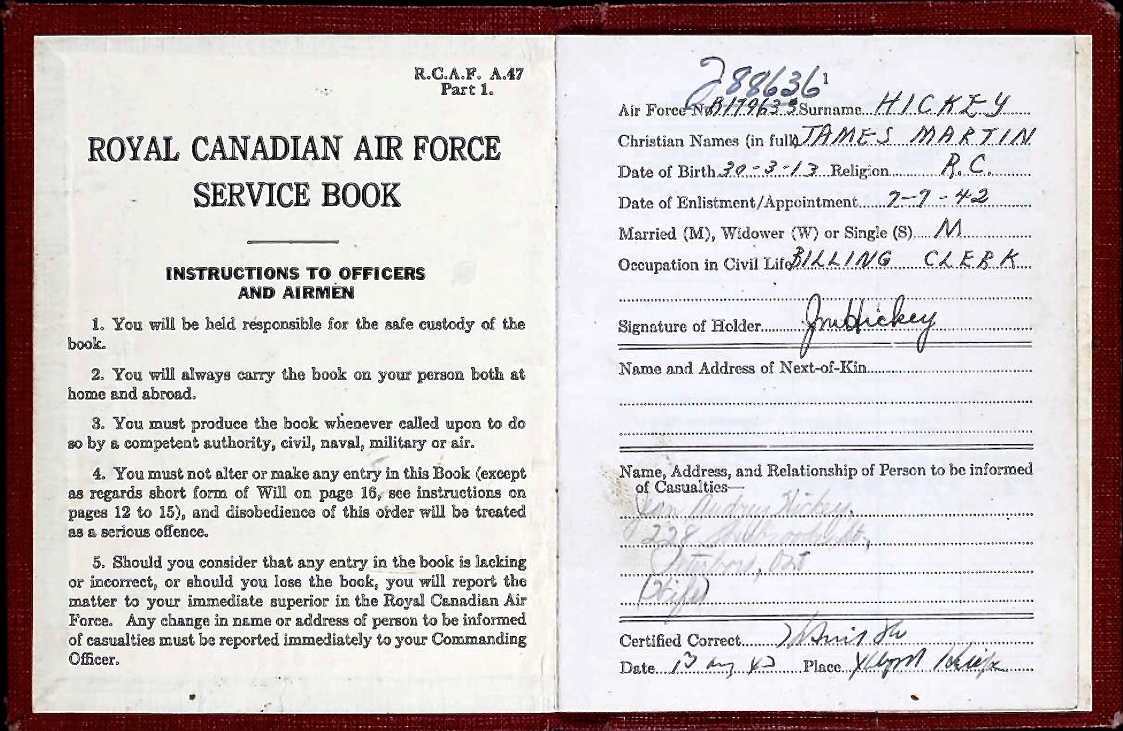 R.C.A.F. A.47
Part 1.
ROYAL CANADIAN AIR FORCE
SERVICE BOOK
INSTRUCTIONS TO OFFICERS
AND AIRMEN
1. You will be held responsible for the safe custody of the
book.
2. You will always carry the book on your person both at
home and abroad.
3. You must produce the book whenever called upon to do
so by a competent authority, civil, naval, military or air.
4. You must not alter or make any entry in this Book (except
as regards short form of Will on page 16, see instructions on
pages 12 to 15), and disobedience of this order will be treated
as a serious offence.
5. Should you consider that any entry in the book is lacking
or incorrect, or should you lose the book, you will report the
matter to your immediate superior in the Royal Canadian Air
Force. Any change in name or address of person to be informed
of casualties must be reported immediately to your Commanding
Officer.
1
J88636
Air Force No. Surname HICKEY
Christian Names (in full) JAMES MARTIN
Date of Birth 30-3-13 Religion R.C.
Date of Enlistment/Appointment 7-7-42
Married (M), Widower (W) or Single (S) M
Occupation in Civil Life BILLING CLERK
Signature of Holder JM Hickey
Name and Address of Next-of-Kin
Name, Address, and Relationship of Person to be informed
of Casualties—
Audrey Hickey,
228
Ont
(Wife)
Certified Correct
Date 13 Place